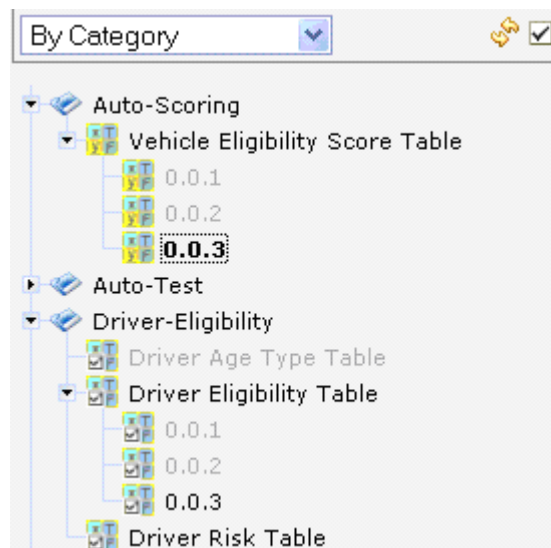 By Category
Auto-Scoring
Vehicle Eligibility Score Table
0.0.1
0.0.2
0.0.3
Auto-Test
Driver-Eligibility
Driver Age Type Table
Driver Eligibility Table
0.0.1
0.0.2
0.0.3
Driver Risk Table